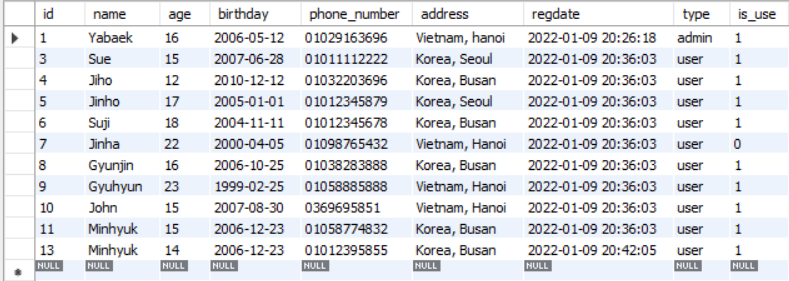 id name age birthday phone_number address regdate type is_use
1 Yabaek 16 2006-05-12 01029163696 Vietnam, hanoi 2022-01-09 20:26:18 admin 1
3 Sue 15 2007-06-28 01011112222 Korea, Seoul 2022-01-09 20:36:03 user 1
4 Jiho 12 2010-12-12 01032203696 Korea, Busan 2022-01-09 20:36:03 user 1
5 Jinho 17 2005-01-01 01012345879 Korea, Seoul 2022-01-09 20:36:03 user 1
6 Suji 18 2004-11-11 01012345678 Korea, Busan 2022-01-09 20:36:03 user 1
7 Jinha 22 2000-04-05 01098765432 Vietnam, Hanoi 2022-01-09 20:36:03 user 0
8 Gyunjin 16 2006-10-25 01038283888 Korea, Busan 2022-01-09 20:36:03 user 1
9 Gyuhyun 23 1999-02-25 01058885888 Vietnam, Hanoi 2022-01-09 20:36:03 user 1
10 John 15 2007-08-30 0369695851 Vietnam, Hanoi 2022-01-09 20:36:03 user 1
11 Minhyuk 15 2006-12-23 01058774832 Korea, Busan 2022-01-09 20:36:03 user 1
13 Minhyuk 14 2006-12-23 01012395855 Korea, Busan 2022-01-09 20:42:05 user 1
NULL NULL NULL NULL NULL NULL NULL NULL NULL